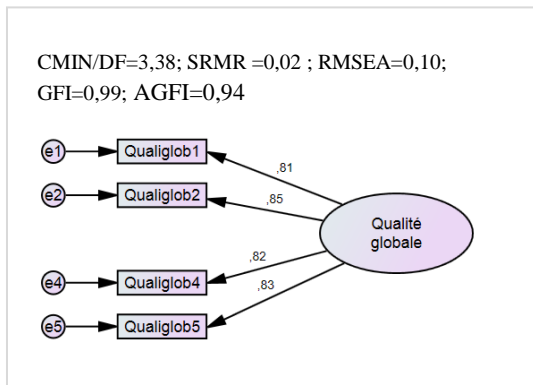 CMIN/DF=3,38; SRMR =0,02 ; RMSEA=0,10;
GFI=0,99; AGFI=0,94
e1 Qualiglob1
,81
e2 Qualiglob2
,85
Qualité
globale
,82
e4 Qualiglob4
,83
e5 Qualiglob5